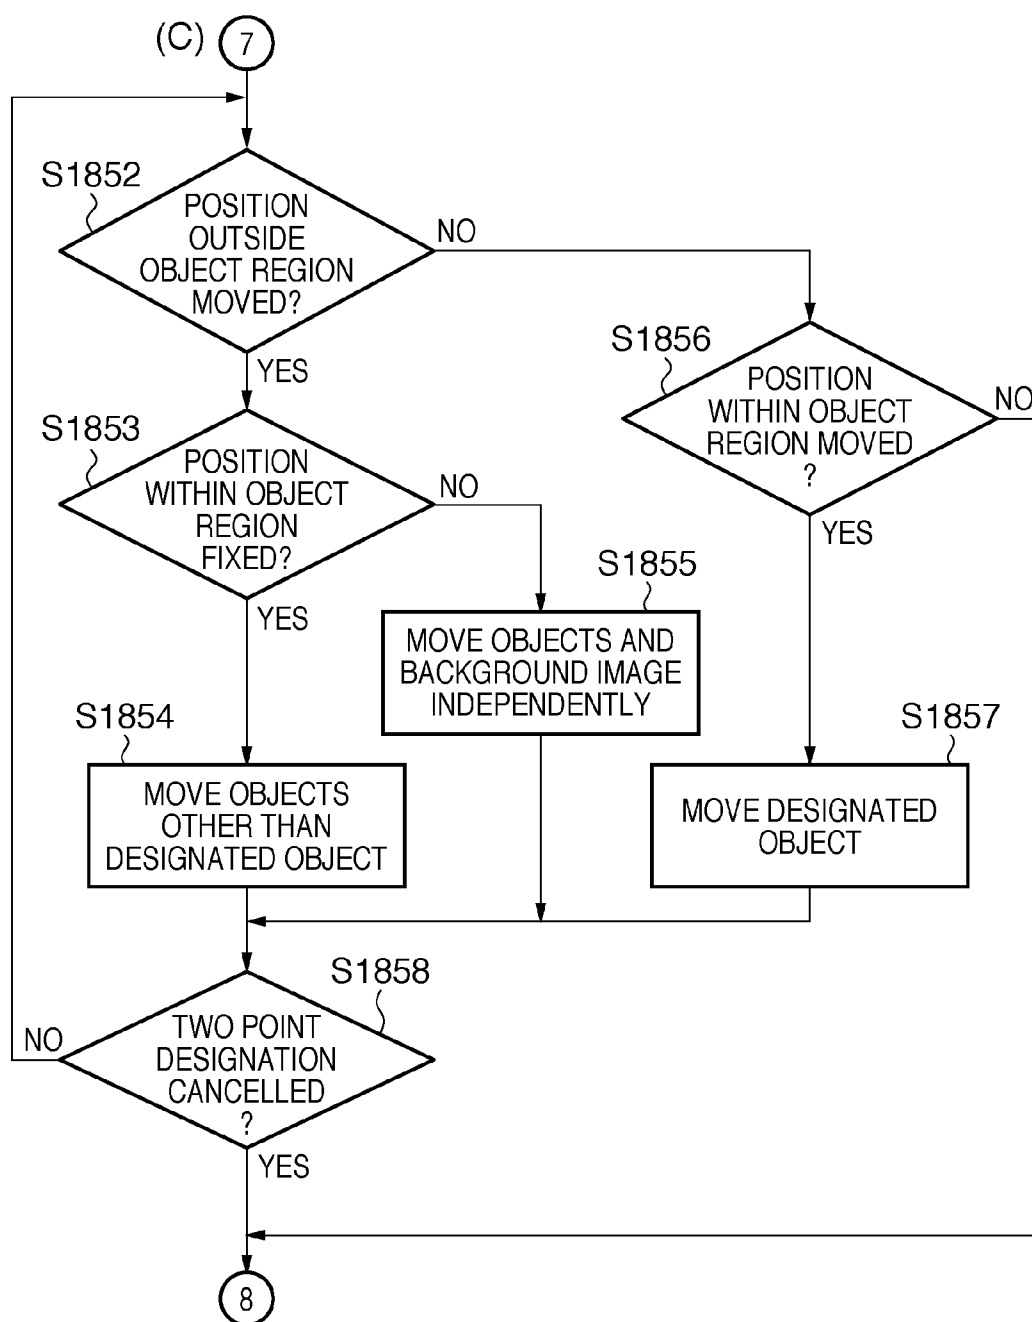 (C) 7
S1852
POSITION
OUTSIDE
OBJECT REGION
MOVED?
NO
YES
S1856
POSITION
WITHIN OBJECT
REGION MOVED
?
NO
YES
S1853
POSITION
WITHIN OBJECT
REGION
FIXED?
NO
YES
S1855
MOVE OBJECTS AND
BACKGROUND IMAGE
INDEPENDENTLY
S1854
MOVE OBJECTS
OTHER THAN
DESIGNATED OBJECT
S1857
MOVE DESIGNATED
OBJECT
S1858
TWO POINT
DESIGNATION
CANCELLED
?
NO
YES
8